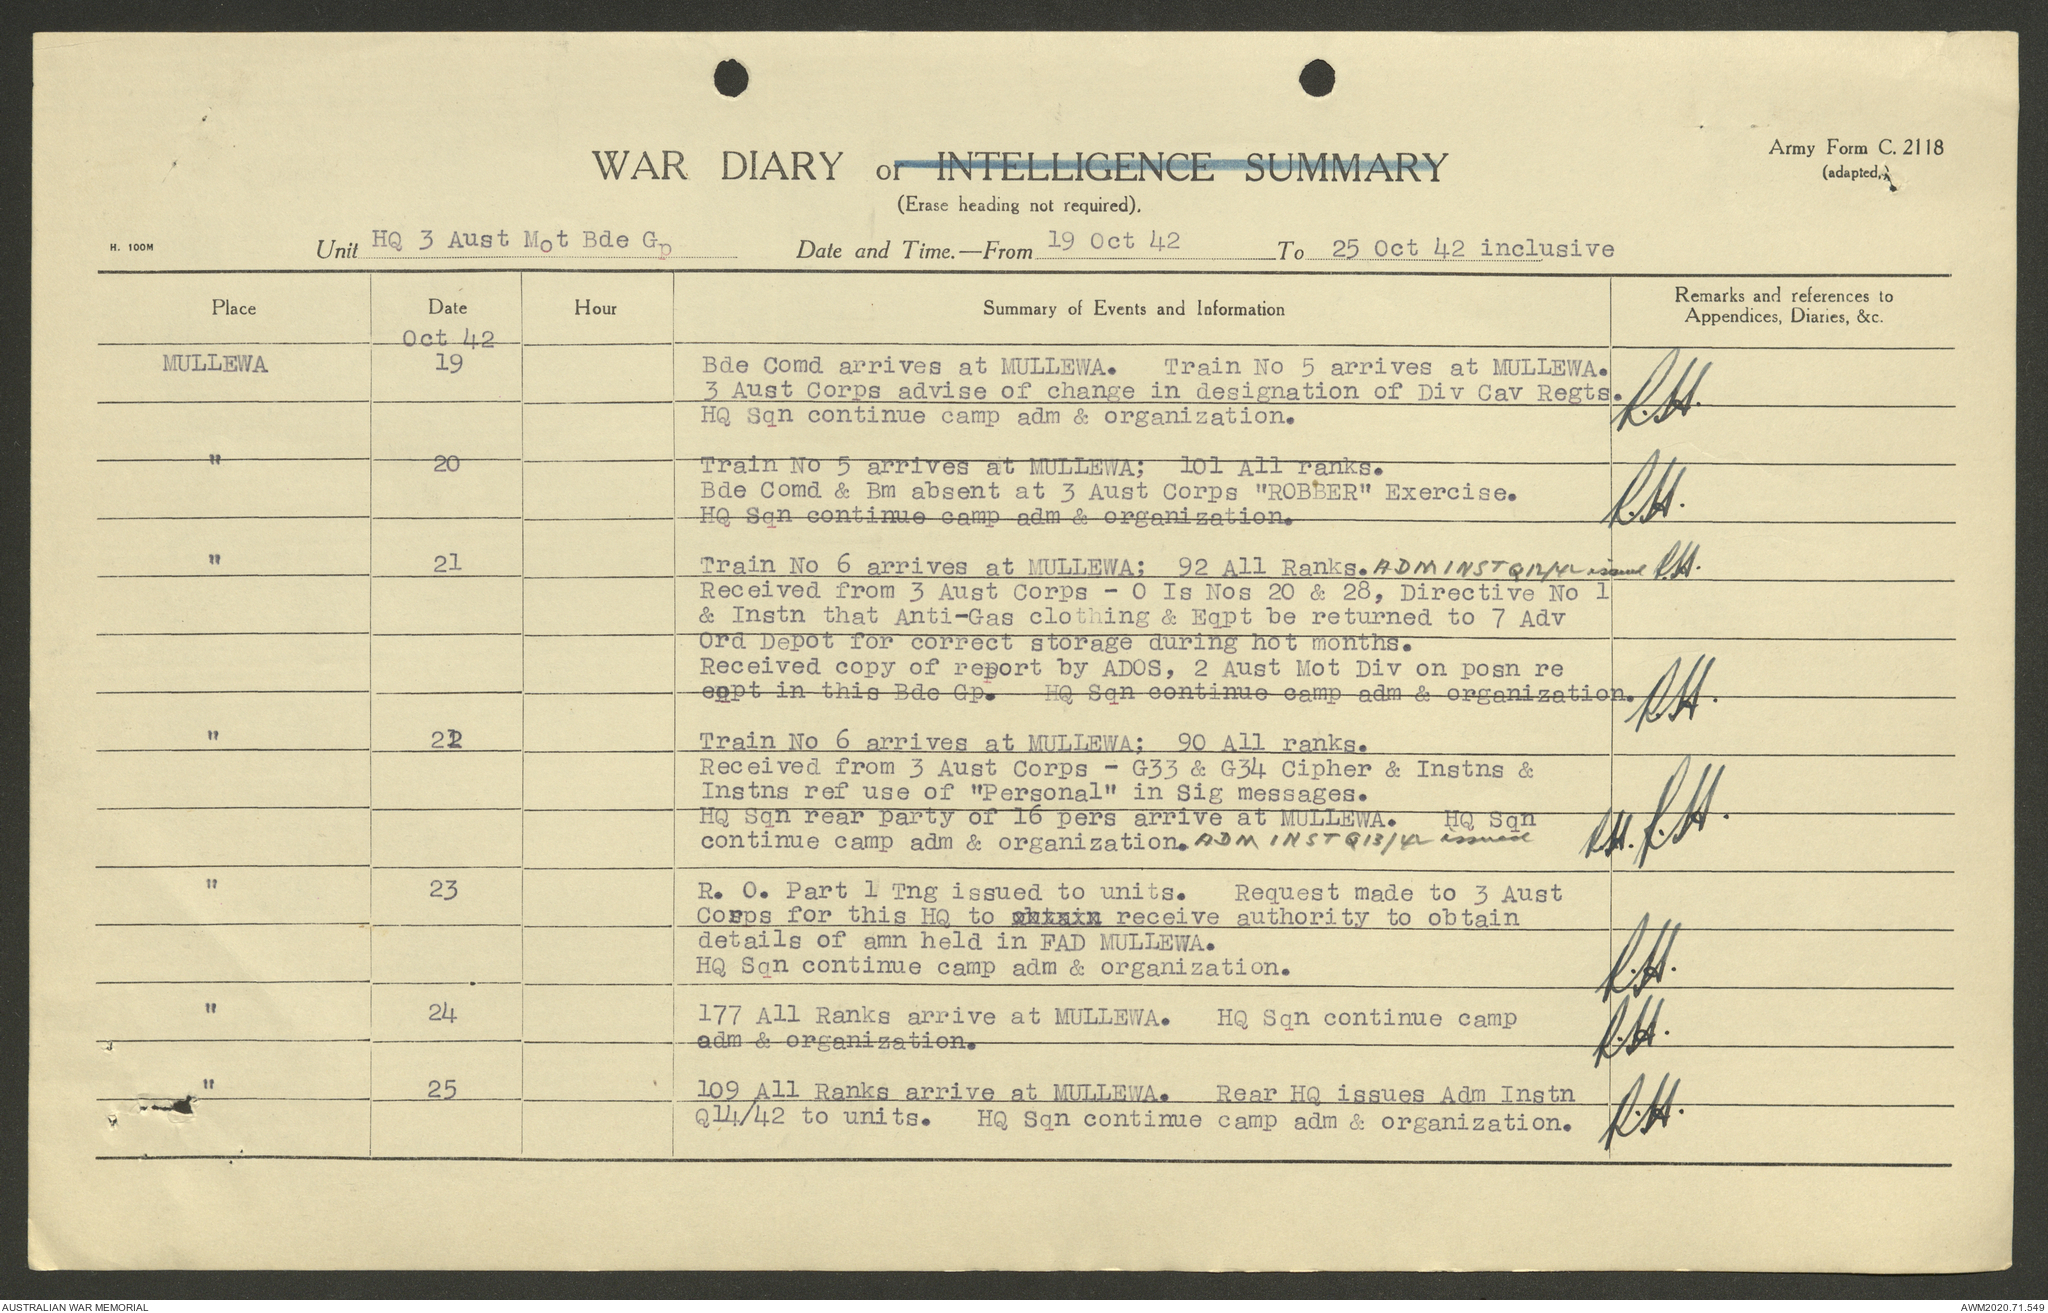 WAR DIARY or INTELLIGENCE SUMMARY
Army Form C. 2118
(adapted.)
(Erase heading not required).
H. 100M
Unit HQ 3 Aust Mot Bde Gp Date and Time.—From 19 Oct 42 To 25 Oct 42 inclusive
Place Date Hour Summary of Events and Information Remarks and references to
Appendices, Diaries, &c.
Oct 42
MULLEWA 19 Bde Comd arrives at MULLEWA. Train No 5 arrives at MULLEWA.
3 Aust Corps advise of change in designation of Div Cav Regts. R.H.
HQ Sqn continue camp adm & organization.
" 20 Train No 5 arrives at MULLEWA; 101 All ranks.
Bde Comd & Bm absent at 3 Aust Corps "ROBBER" Exercise. R.H.
HQ Sqn continue camp adm & organization.
" 21 Train No 6 arrives at MULLEWA; 92 All Ranks. ADM INST Q12/42 issued R.H.
Received from 3 Aust Corps - O Is Nos 20 & 28, Directive No 1
& Instn that Anti-Gas clothing & Eqpt be returned to 7 Adv
Ord Depot for correct storage during hot months.
Received copy of report by ADOS, 2 Aust Mot Div on posn re
eqpt in this Bde Gp. HQ Sqn continue camp adm & organization. R.H.
" 22 Train No 6 arrives at MULLEWA; 90 All ranks.
Received from 3 Aust Corps - G33 & G34 Cipher & Instns &
Instns ref use of "Personal" in Sig messages.
HQ Sqn rear party of 16 pers arrive at MULLEWA. HQ Sqn
continue camp adm & organization. ADM INST Q13/42 issued R.H. R.H.
" 23 R. O. Part 1 Tng issued to units. Request made to 3 Aust
Corps for this HQ to obtain receive authority to obtain
details of amn held in FAD MULLEWA.
HQ Sqn continue camp adm & organization. R.H.
" 24 177 All Ranks arrive at MULLEWA. HQ Sqn continue camp
adm & organization. R.H.
" 25 109 All Ranks arrive at MULLEWA. Rear HQ issues Adm Instn
Q14/42 to units. HQ Sqn continue camp adm & organization. R.H.
AUSTRALIAN WAR MEMORIAL
AWM2020.71.549